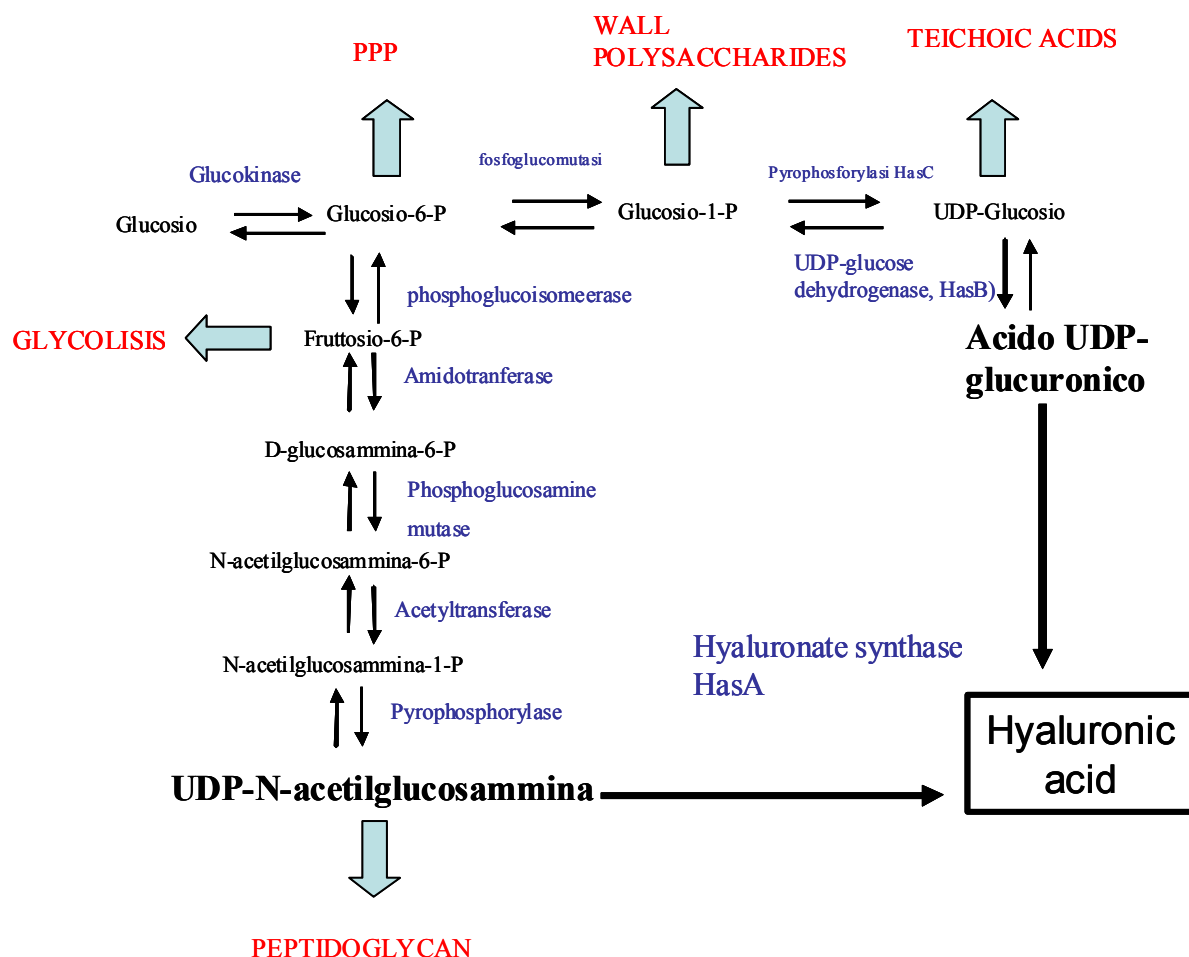 PPP
WALL
POLYSACCHARIDES
TEICHOIC ACIDS
Glucokinase
fosfoglucomutasi
Pyrophosforylasi HasC
Glucosio
Glucosio-6-P
Glucosio-1-P
UDP-Glucosio
UDP-glucose
dehydrogenase, HasB)
phosphoglucoisomeerase
GLYCOLISIS
Fruttosio-6-P
Acido UDP-
glucuronico
Amidotranferase
D-glucosammina-6-P
Phosphoglucosamine
mutase
N-acetilglucosammina-6-P
Acetyltransferase
N-acetilglucosammina-1-P
Hyaluronate synthase
HasA
Pyrophosphorylase
Hyaluronic
acid
UDP-N-acetilglucosammina
PEPTIDOGLYCAN